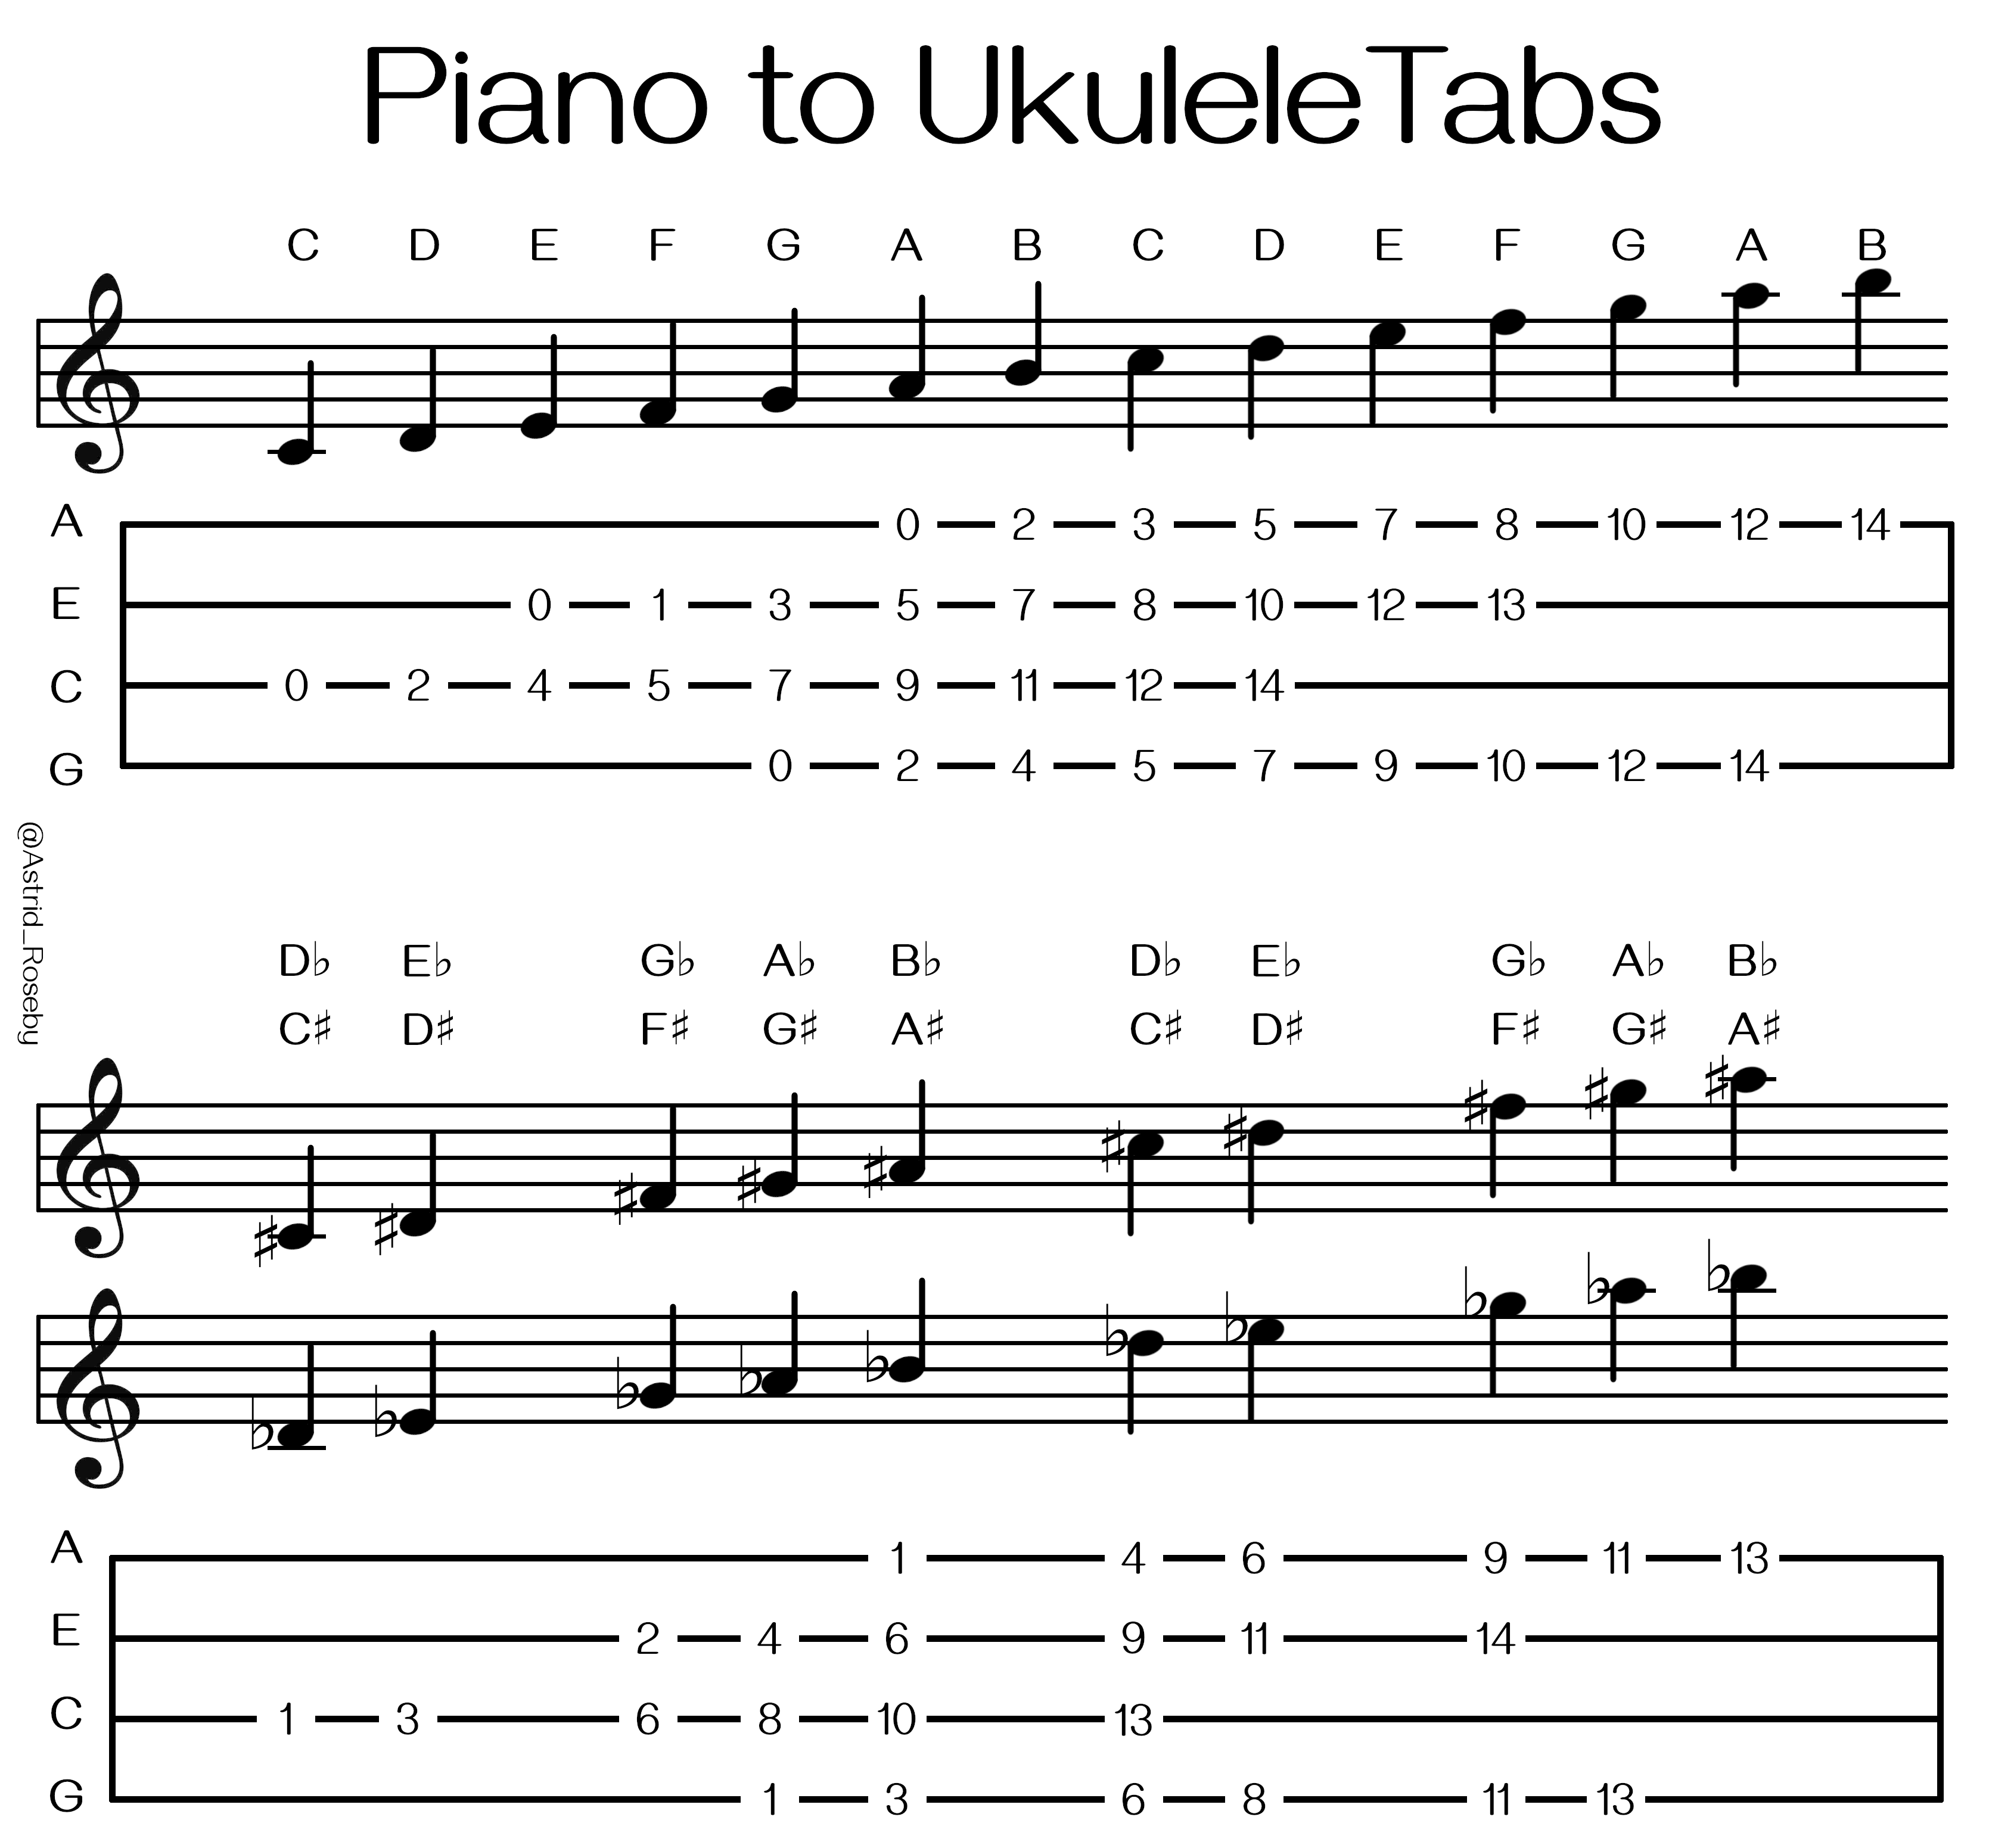 Piano to UkuleleTabs
C D E F G A B C D E F G A B
A 0 2 3 5 7 8 10 12 14
E 0 1 3 5 7 8 10 12 13
C 0 2 4 5 7 9 11 12 14
G 0 2 4 5 7 9 10 12 14
@Astrid_Roseby
D♭ E♭ G♭ A♭ B♭ D♭ E♭ G♭ A♭ B♭
C♯ D♯ F♯ G♯ A♯ C♯ D♯ F♯ G♯ A♯
A 1 4 6 9 11 13
E 2 4 6 9 11 14
C 1 3 6 8 10 13
G 1 3 6 8 11 13